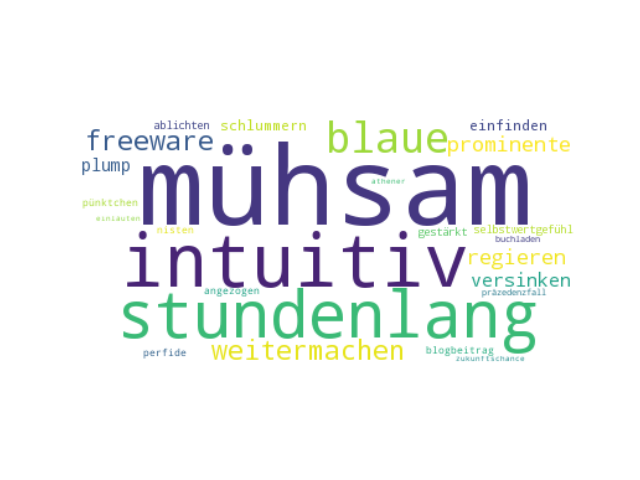 ablichten schlummern blaue einfinden
freeware prominente
plump mühsam
athener
pünktchen
einläuten nisten gestärkt selbstwertgefühl
buchladen
intuitiv regieren
versinken
angezogen präzedenzfall
stundenlang
perfide weitermachen blogbeitrag
zukunftschance